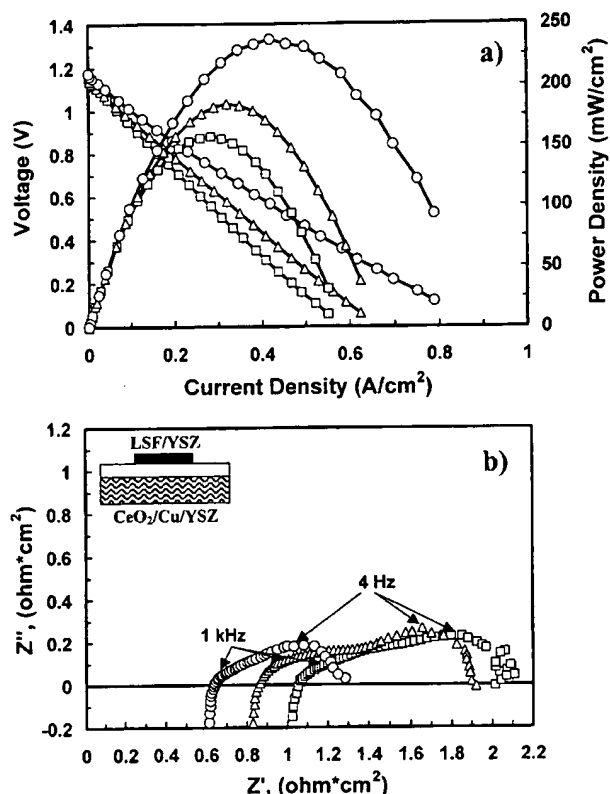 a)
Voltage (V)
1.4
1.2
1
0.8
0.6
0.4
0.2
0
Power Density (mW/cm²)
250
200
150
100
50
0
0 0.2 0.4 0.6 0.8 1
Current Density (A/cm²)
b)
Z'', (ohm*cm²)
1.2
1
0.8
0.6
0.4
0.2
0
-0.2
LSF/YSZ
CeO₂/Cu/YSZ
4 Hz
1 kHz
0 0.2 0.4 0.6 0.8 1 1.2 1.4 1.6 1.8 2 2.2
Z', (ohm*cm²)